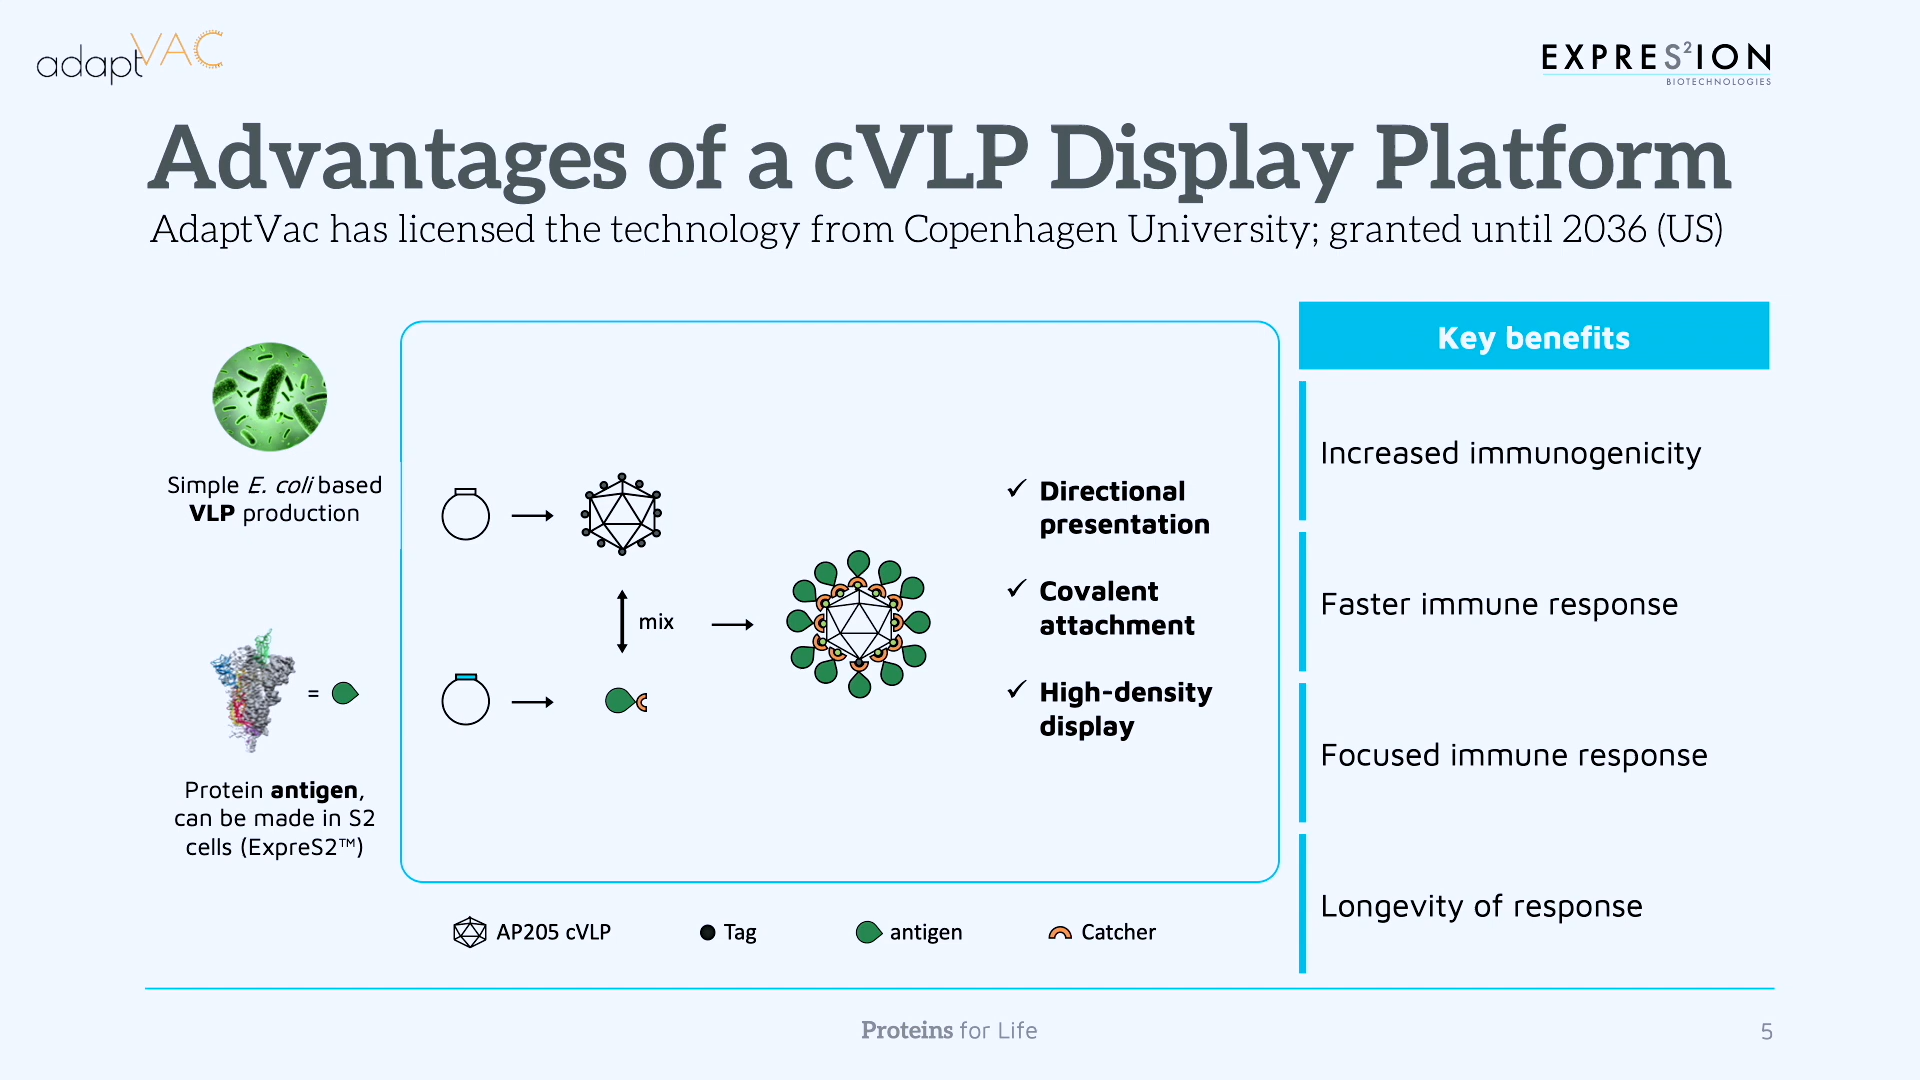 adaptVAC
EXPRES²ION
BIOTECHNOLOGIES
Advantages of a cVLP Display Platform
AdaptVac has licensed the technology from Copenhagen University; granted until 2036 (US)
Simple E. coli based
VLP production
=
Protein antigen,
can be made in S2
cells (ExpreS2™)
mix
✓ Directional
presentation
✓ Covalent
attachment
✓ High-density
display
AP205 cVLP
Tag
antigen
Catcher
Key benefits
Increased immunogenicity
Faster immune response
Focused immune response
Longevity of response
Proteins for Life
5